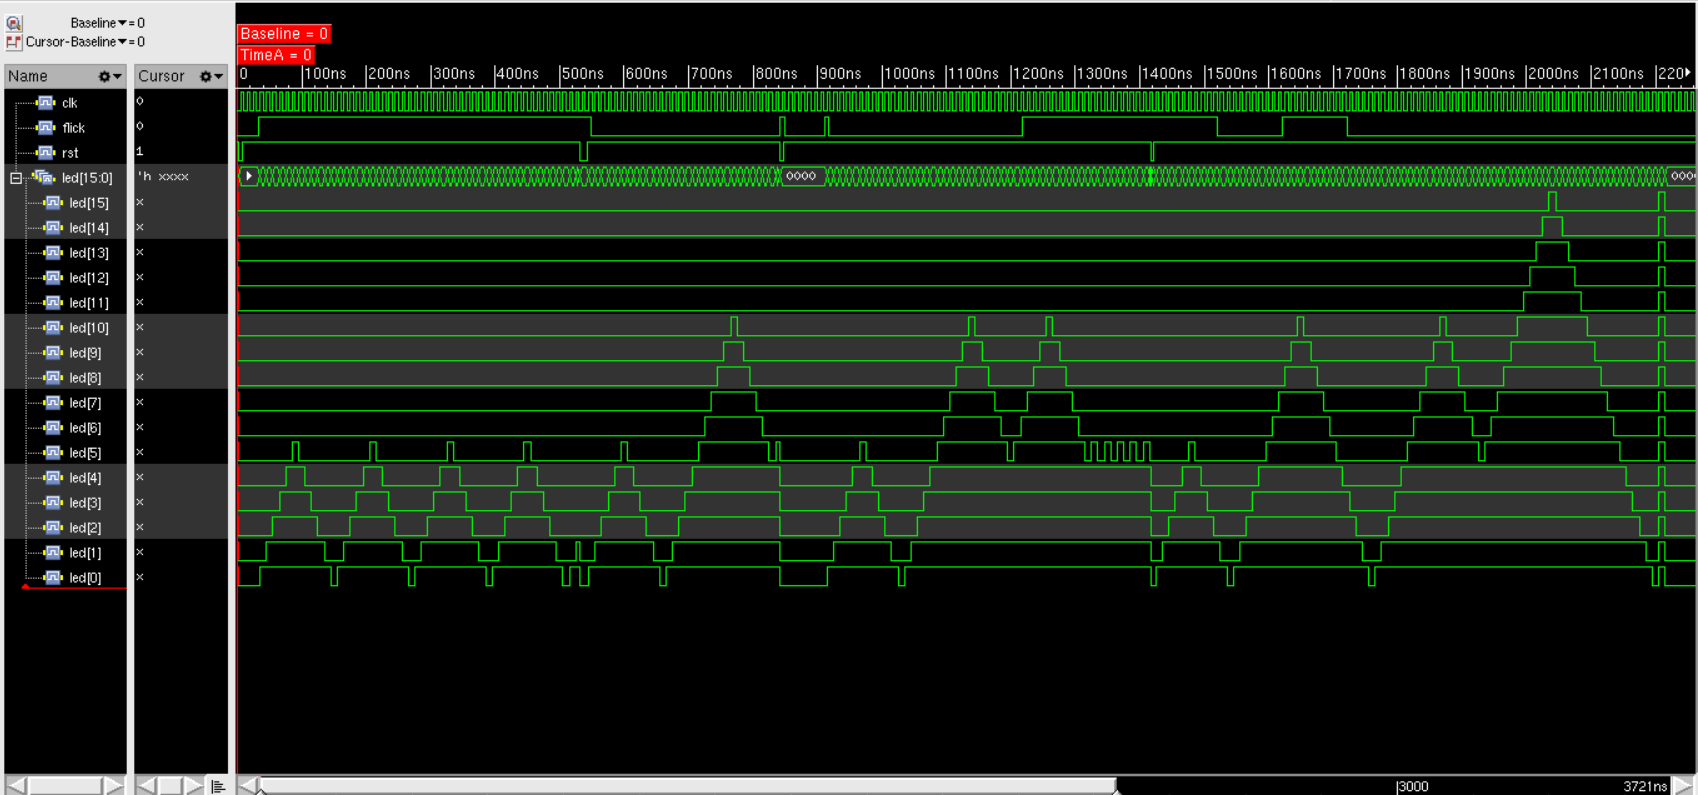 Baseline▼= 0
Cursor-Baseline▼= 0
Baseline = 0
TimeA = 0
Name
Cursor
0 |100ns |200ns |300ns |400ns |500ns |600ns |700ns |800ns |900ns |1000ns |1100ns |1200ns |1300ns |1400ns |1500ns |1600ns |1700ns |1800ns |1900ns |2000ns |2100ns |220
clk 0
flick 0
rst 1
led[15:0] 'h xxxx 0000 000
led[15] x
led[14] x
led[13] x
led[12] x
led[11] x
led[10] x
led[9] x
led[8] x
led[7] x
led[6] x
led[5] x
led[4] x
led[3] x
led[2] x
led[1] x
led[0] x
|3000 3721ns